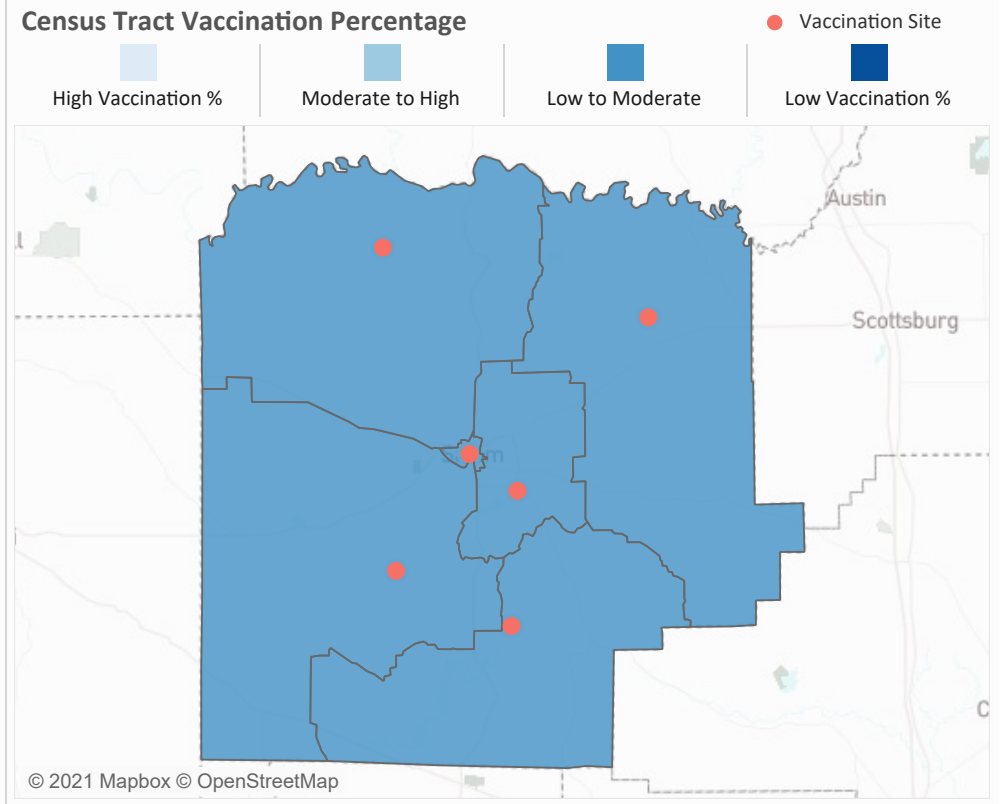 Census Tract Vaccination Percentage
Vaccination Site
High Vaccination %
Moderate to High
Low to Moderate
Low Vaccination %
Austin
Scottsburg
© 2021 Mapbox © OpenStreetMap